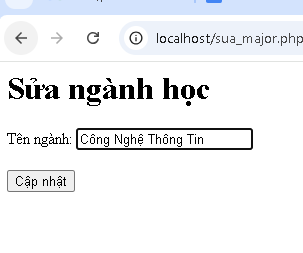 localhost/sua_major.php
Sửa ngành học
Tên ngành: Công Nghệ Thông Tin
Cập nhật